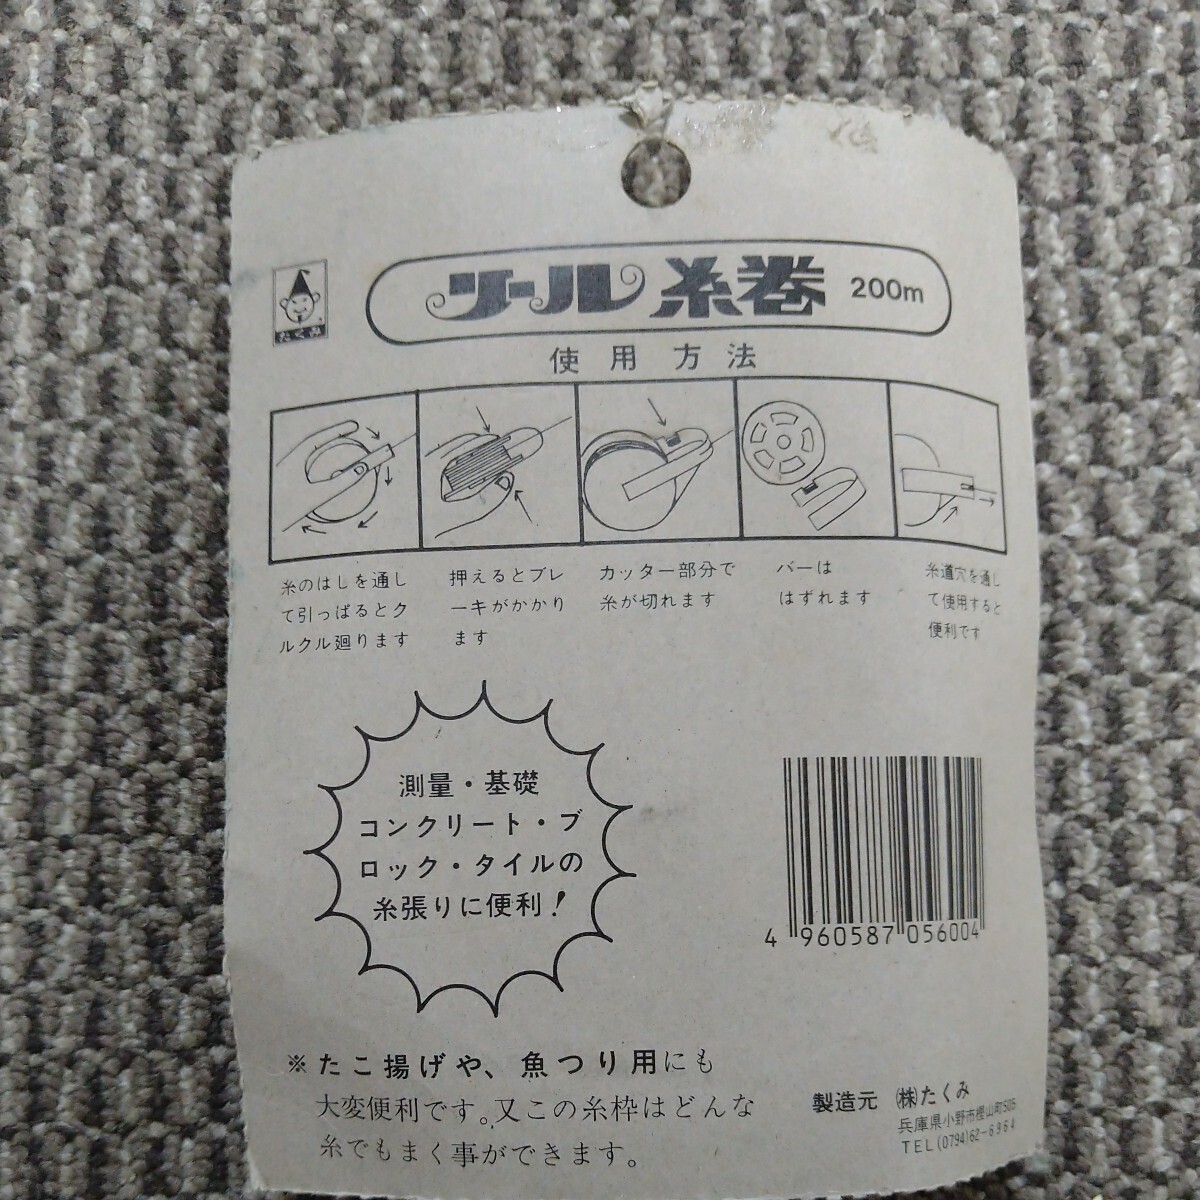 たくみ
ツール糸巻 200m
使用方法
糸のはしを通し
て引っぱるとク
ルクル廻ります
押えるとブレ
ーキがかかり
ます
カッター部分で
糸が切れます
バーは
はずれます
糸道穴を通し
て使用すると
便利です
測量・基礎
コンクリート・ブ
ロック・タイルの
糸張りに便利!
4 960587 056004
※たこ揚げや、魚つり用にも
大変便利です。又この糸枠はどんな
糸でもまく事ができます。
製造元 ㈱たくみ
兵庫県小野市樫山町505
TEL(0794)62-6964